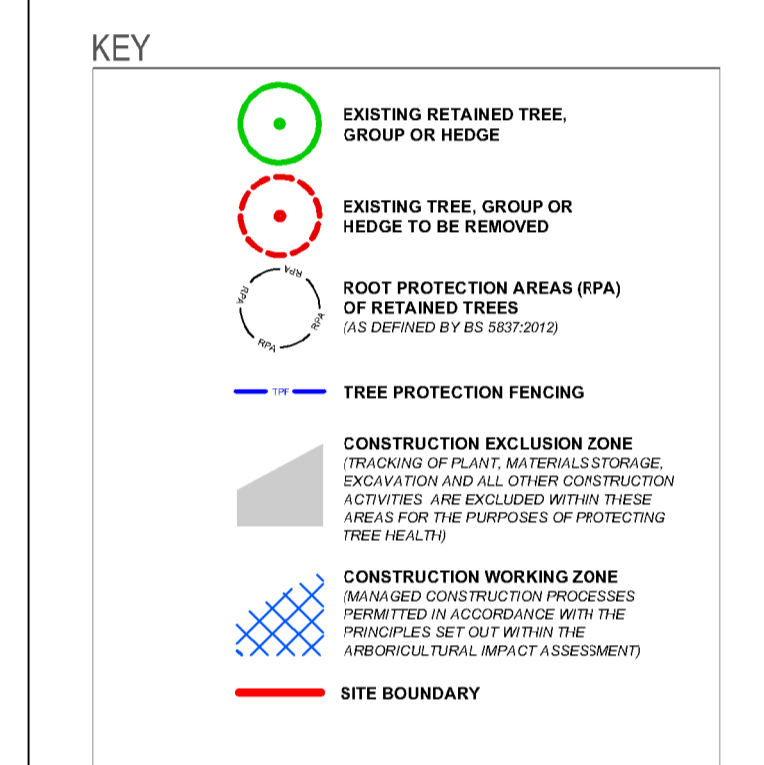 KEY
EXISTING RETAINED TREE,
GROUP OR HEDGE
EXISTING TREE, GROUP OR
HEDGE TO BE REMOVED
RPA
RPA
RPA
RPA
ROOT PROTECTION AREAS (RPA)
OF RETAINED TREES
(AS DEFINED BY BS 5837:2012)
TPF
TREE PROTECTION FENCING
CONSTRUCTION EXCLUSION ZONE
(TRACKING OF PLANT, MATERIALS STORAGE,
EXCAVATION AND ALL OTHER CONSTRUCTION
ACTIVITIES ARE EXCLUDED WITHIN THESE
AREAS FOR THE PURPOSES OF PROTECTING
TREE HEALTH)
CONSTRUCTION WORKING ZONE
(MANAGED CONSTRUCTION PROCESSES
PERMITTED IN ACCORDANCE WITH THE
PRINCIPLES SET OUT WITHIN THE
ARBORICULTURAL IMPACT ASSESSMENT)
SITE BOUNDARY